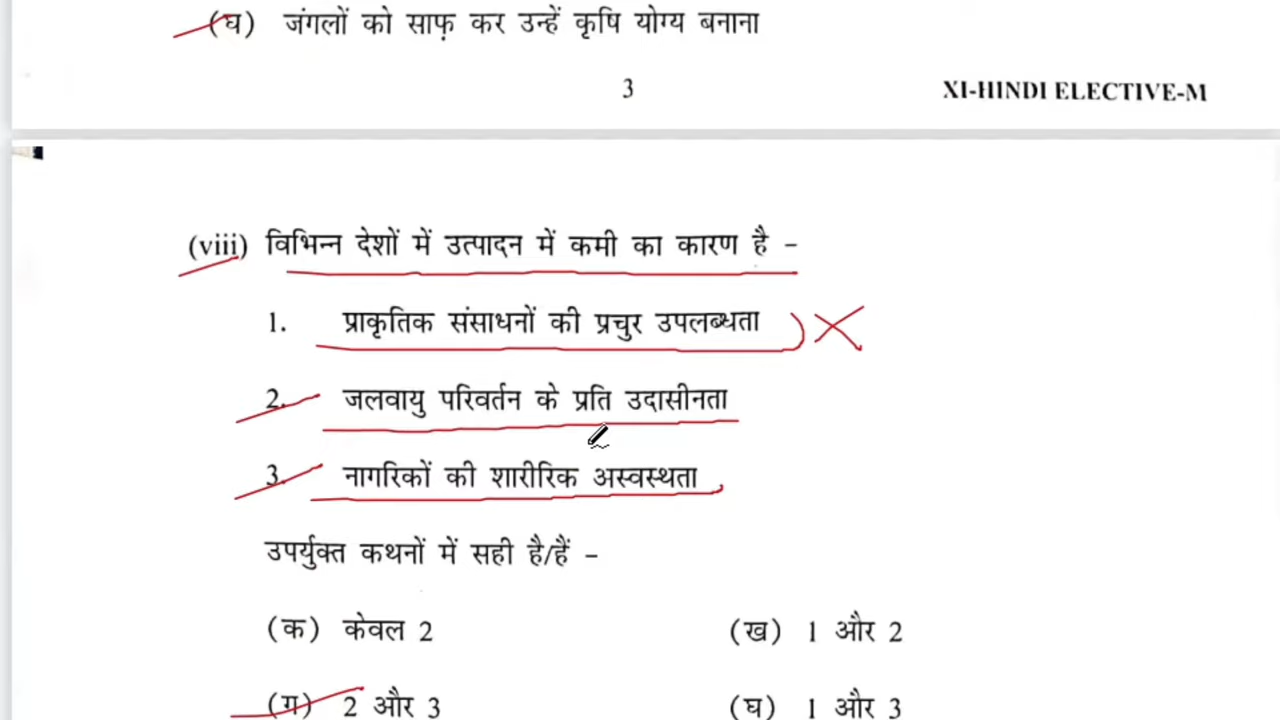 (घ) जंगलों को साफ़ कर उन्हें कृषि योग्य बनाना
3 XI-HINDI ELECTIVE-M
(viii) विभिन्न देशों में उत्पादन में कमी का कारण है -
1. प्राकृतिक संसाधनों की प्रचुर उपलब्धता
2. जलवायु परिवर्तन के प्रति उदासीनता
3. नागरिकों की शारीरिक अस्वस्थता
उपर्युक्त कथनों में सही है/हैं -
(क) केवल 2 (ख) 1 और 2
(ग) 2 और 3 (घ) 1 और 3